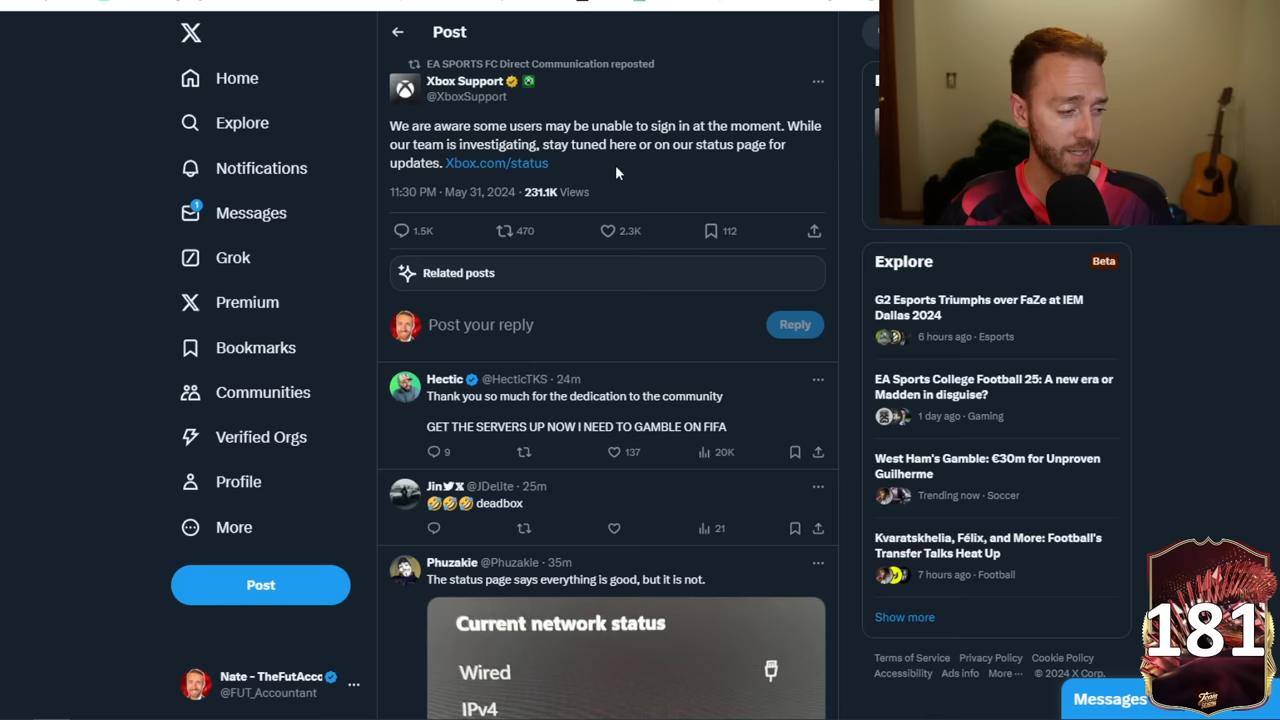 Home
Explore
Notifications
1
Messages
Grok
Premium
Bookmarks
Communities
Verified Orgs
Profile
More
Post
Nate - TheFutAccc
@FUT_Accountant
Post
EA SPORTS FC Direct Communication reposted
Xbox Support
@XboxSupport
We are aware some users may be unable to sign in at the moment. While
our team is investigating, stay tuned here or on our status page for
updates. Xbox.com/status
11:30 PM · May 31, 2024 · 231.1K Views
1.5K 470 2.3K 112
Related posts
Post your reply
Reply
Hectic @HecticTKS · 24m
Thank you so much for the dedication to the community
GET THE SERVERS UP NOW I NEED TO GAMBLE ON FIFA
9 137 20K
Jin @JDelite · 25m
🤣🤣🤣 deadbox
21
Phuzakie @Phuzakie · 35m
The status page says everything is good, but it is not.
Current network status
Wired
IPv4
Explore
Beta
G2 Esports Triumphs over FaZe at IEM
Dallas 2024
6 hours ago · Esports
EA Sports College Football 25: A new era or
Madden in disguise?
1 day ago · Gaming
West Ham's Gamble: €30m for Unproven
Guilherme
Trending now · Soccer
Kvaratskhelia, Félix, and More: Football's
Transfer Talks Heat Up
7 hours ago · Football
Show more
Terms of Service Privacy Policy Cookie Policy
Accessibility Ads info More ··· © 2024 X Corp.
Messages
181